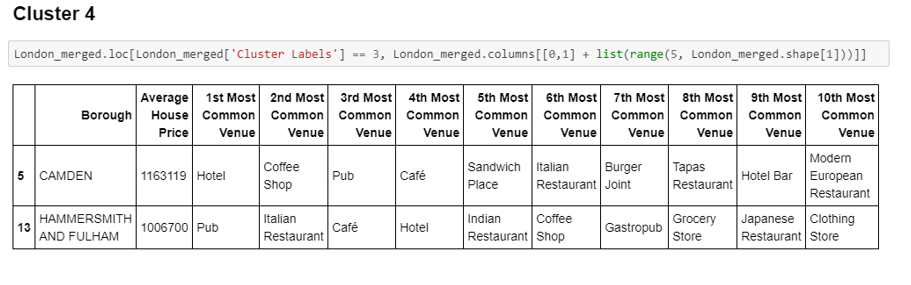 Cluster 4
London_merged.loc[London_merged['Cluster Labels'] == 3, London_merged.columns[[0,1] + list(range(5, London_merged.shape[1]))]]
Borough Average House Price 1st Most Common Venue 2nd Most Common Venue 3rd Most Common Venue 4th Most Common Venue 5th Most Common Venue 6th Most Common Venue 7th Most Common Venue 8th Most Common Venue 9th Most Common Venue 10th Most Common Venue
5 CAMDEN 1163119 Hotel Coffee Shop Pub Café Sandwich Place Italian Restaurant Burger Joint Tapas Restaurant Hotel Bar Modern European Restaurant
13 HAMMERSMITH AND FULHAM 1006700 Pub Italian Restaurant Café Hotel Indian Restaurant Coffee Shop Gastropub Grocery Store Japanese Restaurant Clothing Store